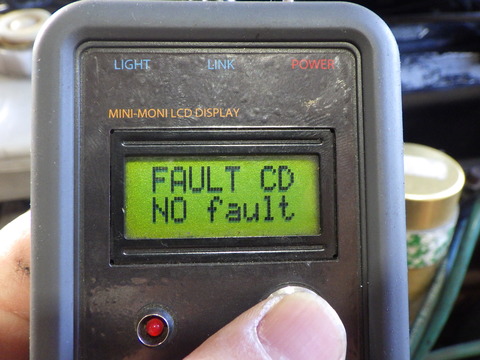 LIGHT LINK POWER
MINI-MONI LCD DISPLAY
FAULT CD
NO fault